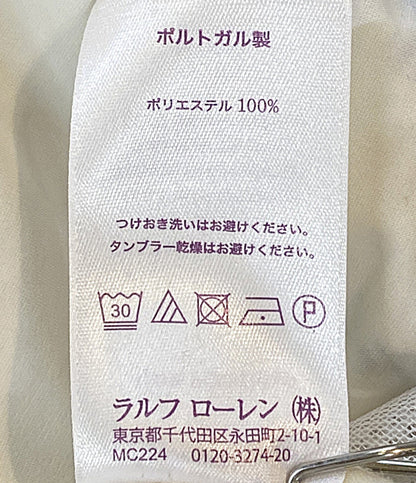 ポルトガル製
ポリエステル 100%
つけおき洗いはお避けください。
タンブラー乾燥はお避けください。
30 P
ラルフ ローレン (株)
東京都千代田区永田町2-10-1
MC224 0120-3274-20